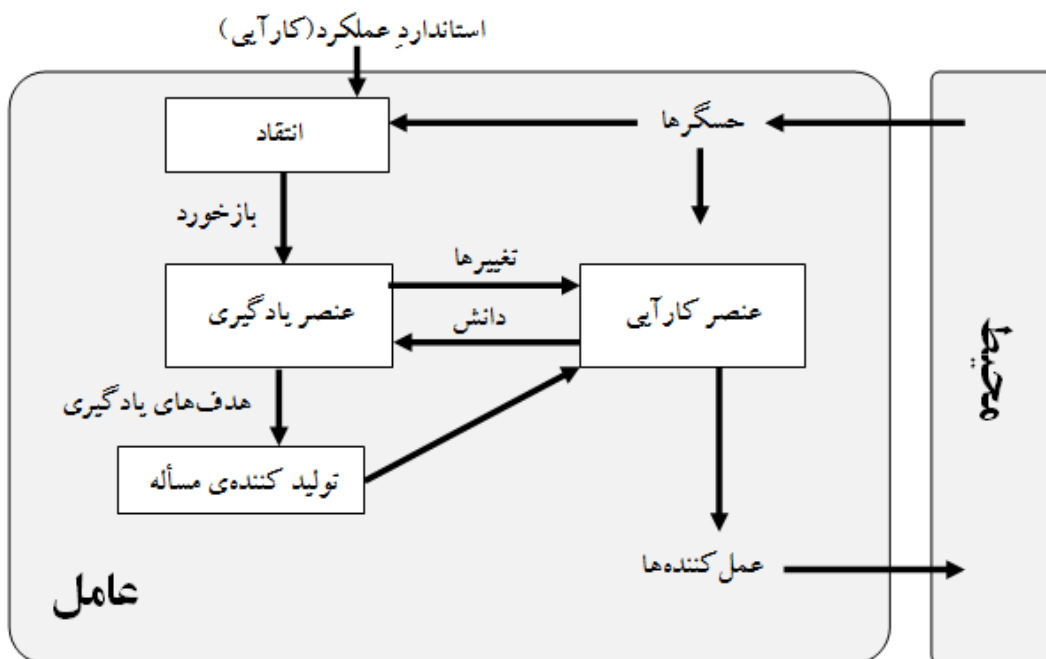 استانداردِ عملکرد(کارآیی)
انتقاد
حسگرها
بازخورد
تغییرها
عنصر یادگیری
عنصر کارآیی
دانش
محیط
هدف‌های یادگیری
تولید کننده‌ی مسأله
عمل‌کننده‌ها
عامل